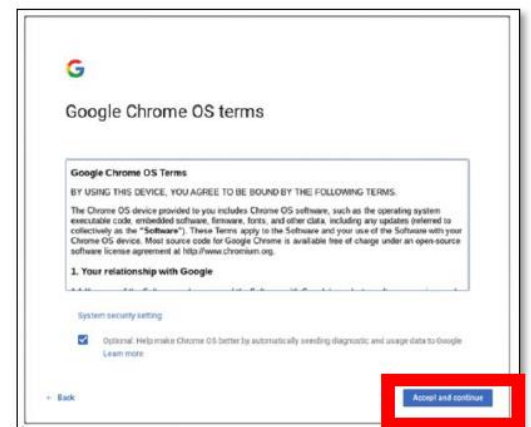 Google Chrome OS terms
Google Chrome OS Terms
BY USING THIS DEVICE, YOU AGREE TO BE BOUND BY THE FOLLOWING TERMS.
The Chrome OS device provided to you includes Chrome OS software, such as the operating system
executable code, embedded software, firmware, fonts, and other data, including any updates (referred to
collectively as the "Software"). These Terms apply to the Software and your use of the Software with your
Chrome OS device. Most source code for Google Chrome is available free of charge under an open-source
software license agreement at http://www.chromium.org.
1. Your relationship with Google
System security setting
Optional: Help make Chrome OS better by automatically sending diagnostic and usage data to Google
Learn more
Back
Accept and continue